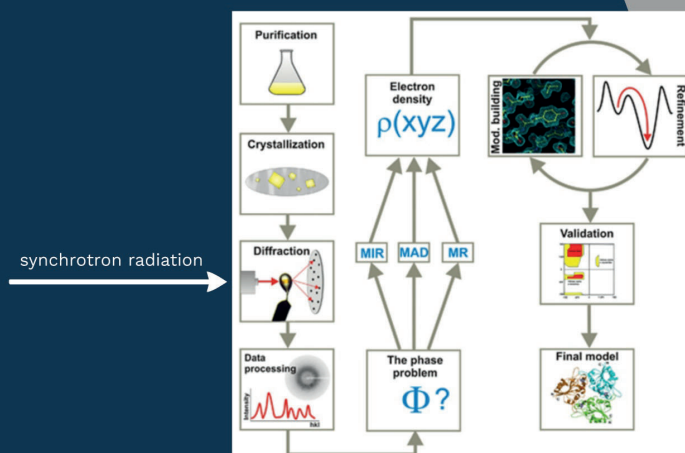 synchrotron radiation
Purification
Crystallization
Diffraction
Data
processing
Intensity
hkl
The phase
problem
Φ?
MIR
MAD
MR
Electron
density
ρ(xyz)
Mod. building
Refinement
Validation
Final model